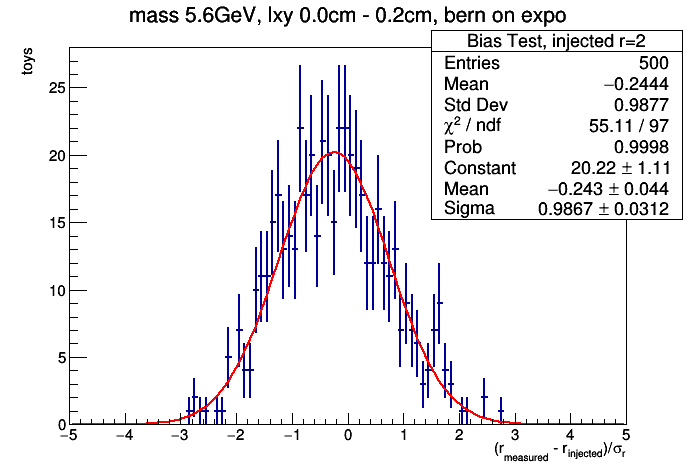 mass 5.6GeV, lxy 0.0cm - 0.2cm, bern on expo
Bias Test, injected r=2
Entries 500
Mean −0.2444
Std Dev 0.9877
χ² / ndf 55.11 / 97
Prob 0.9998
Constant 20.22 ± 1.11
Mean −0.243 ± 0.044
Sigma 0.9867 ± 0.0312
toys
25
20
15
10
5
0
−5 −4 −3 −2 −1 0 1 2 3 4 5
(r_measured - r_injected)/σ_r